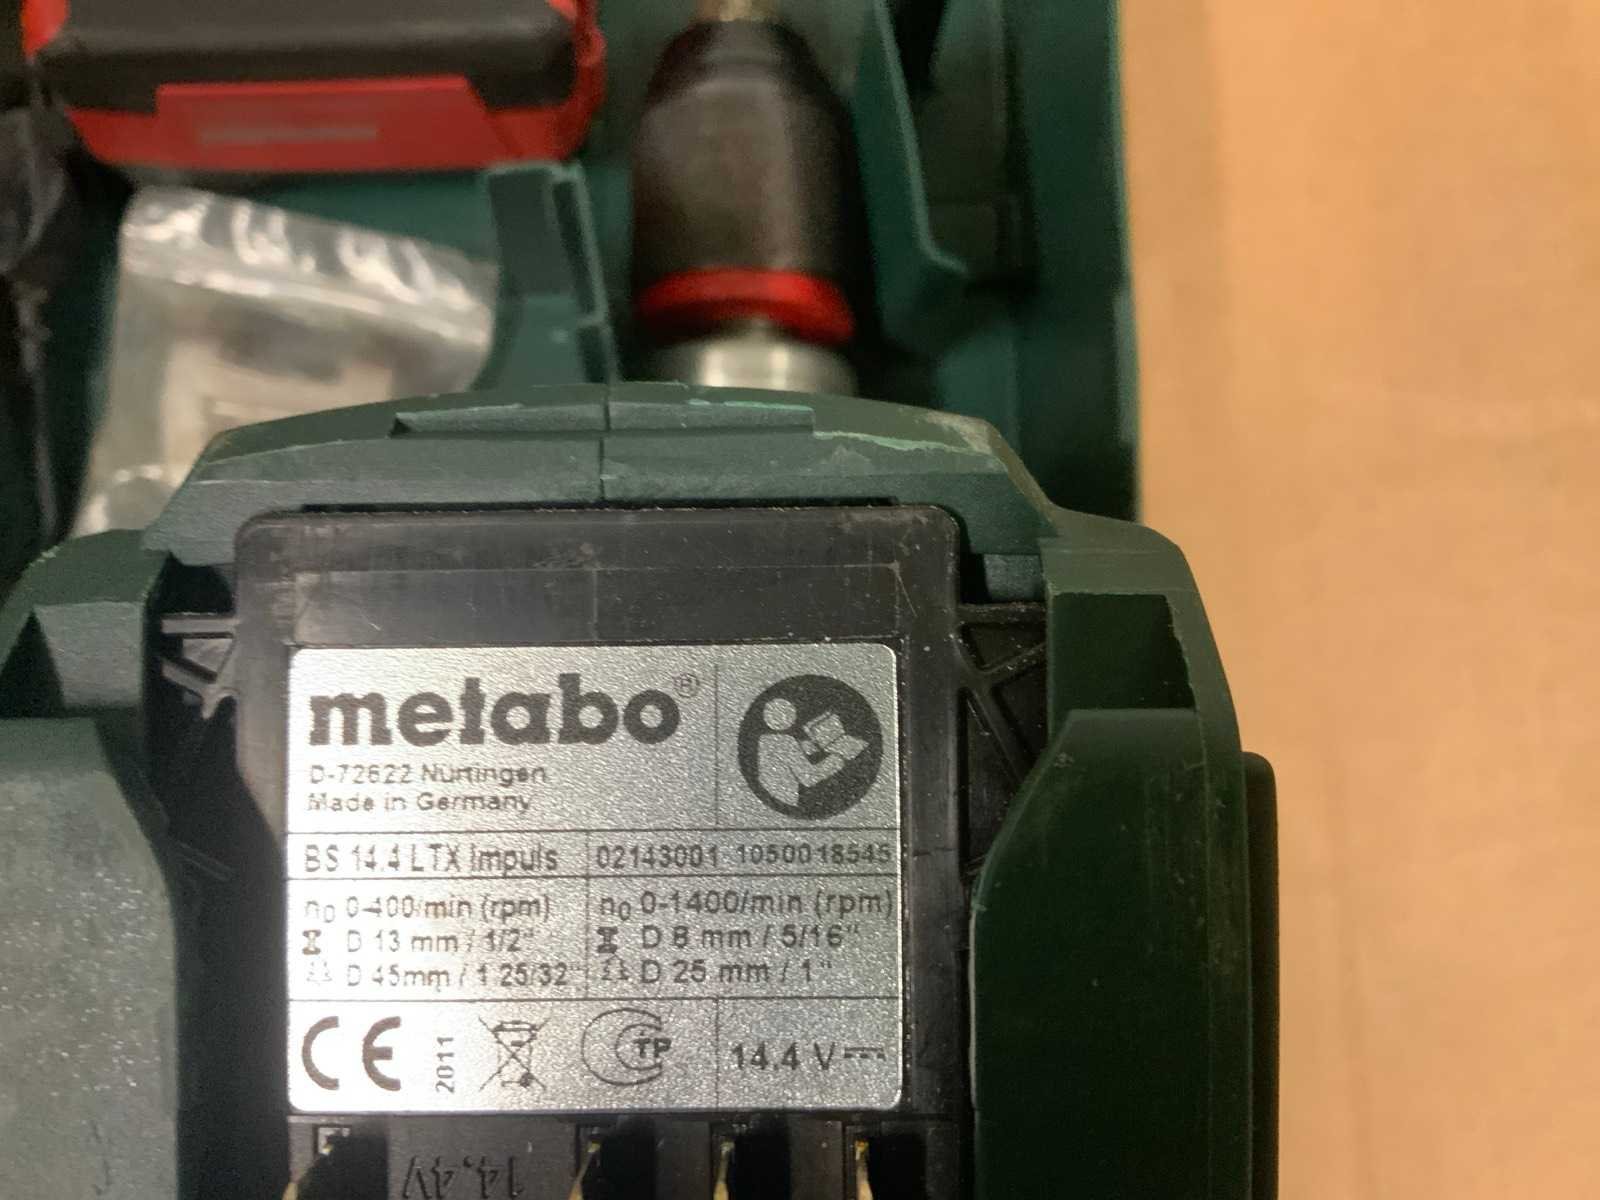 metabo®
D-72622 Nürtingen
Made in Germany
BS 14.4 LTX Impuls 02143001 1050018545
n0 0-400/min (rpm) n0 0-1400/min (rpm)
D 13 mm / 1/2" D 8 mm / 5/16"
D 45mm / 1 25/32" D 25 mm / 1"
CE 2011 CTP 14.4 V
14.4V